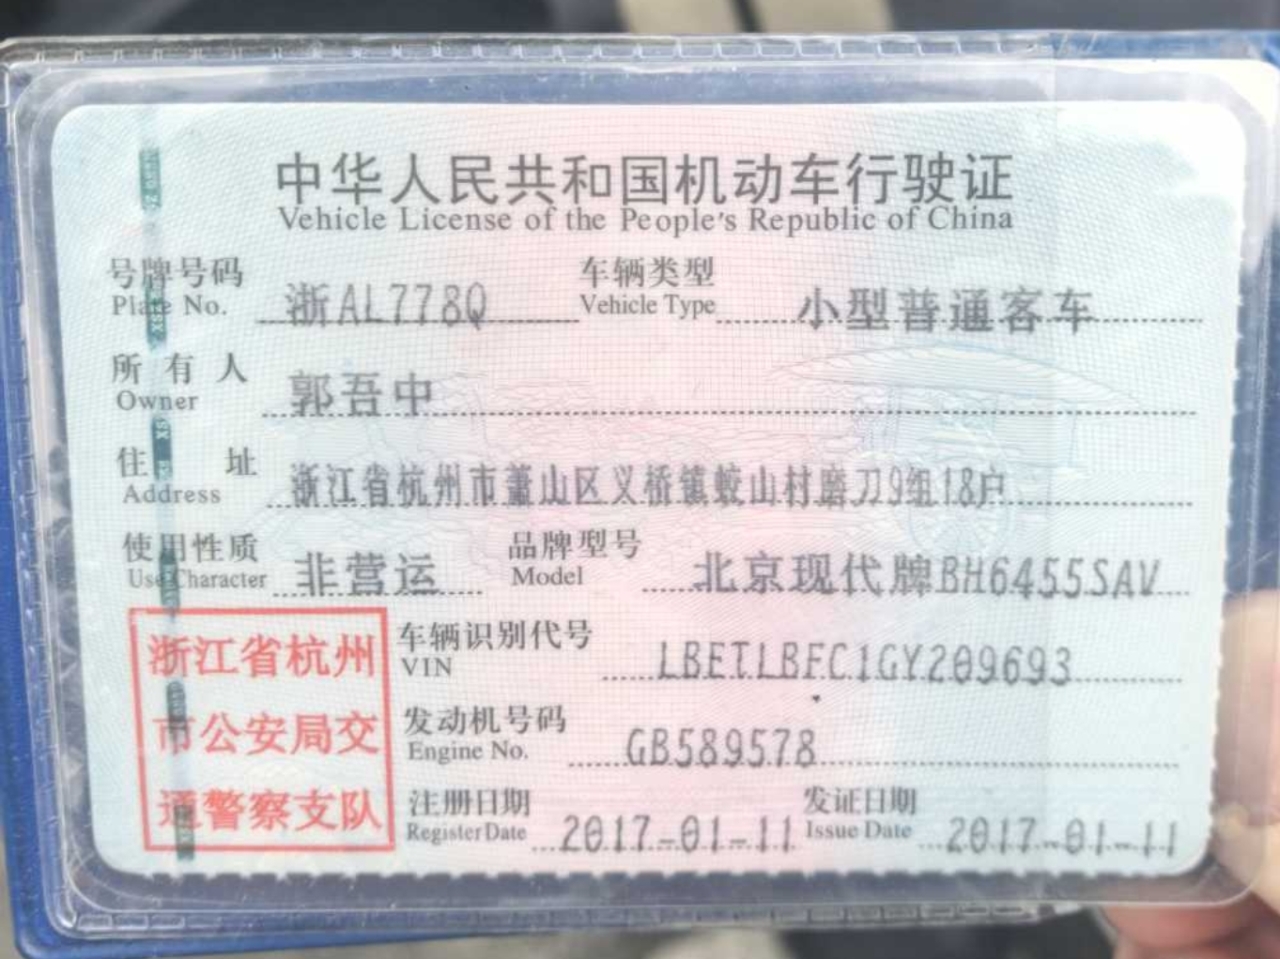 中华人民共和国机动车行驶证
Vehicle License of the People's Republic of China
号牌号码 浙AL778Q 车辆类型 小型普通客车
Plate No. Vehicle Type
所有人 郭吾中
Owner
住址 浙江省杭州市萧山区义桥镇蛟山村磨刀9组18户
Address
使用性质 非营运 品牌型号 北京现代牌BH6455SAV
Use Character Model
车辆识别代号 LBETLBFC1GY209693
VIN
发动机号码 GB589578
Engine No.
注册日期 2017-01-11 发证日期 2017-01-11
Register Date Issue Date
浙江省杭州
市公安局交
通警察支队